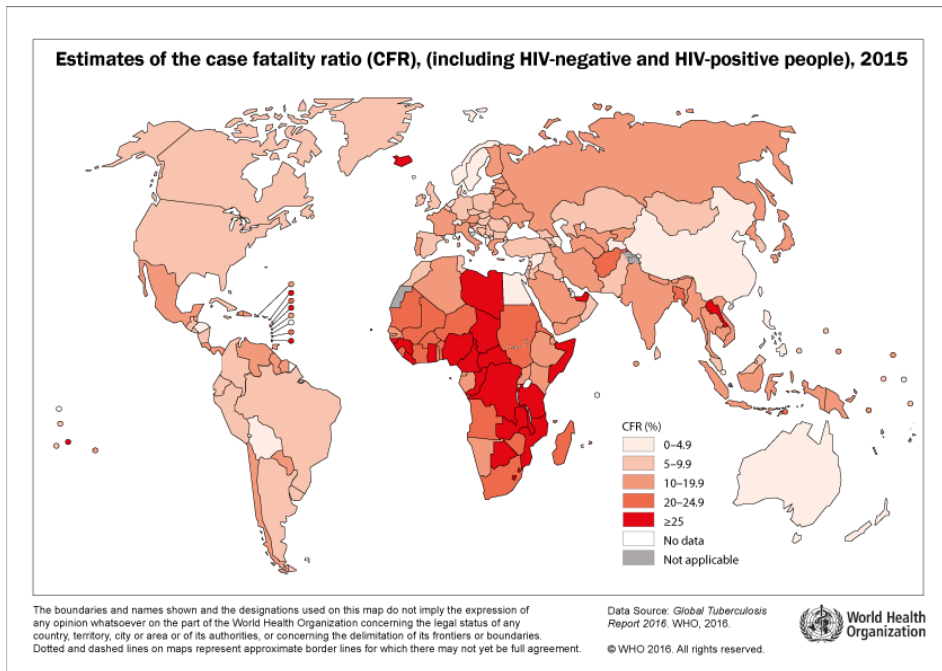 Estimates of the case fatality ratio (CFR), (including HIV-negative and HIV-positive people), 2015
CFR (%)
0–4.9
5–9.9
10–19.9
20–24.9
≥25
No data
Not applicable
The boundaries and names shown and the designations used on this map do not imply the expression of
any opinion whatsoever on the part of the World Health Organization concerning the legal status of any
country, territory, city or area or of its authorities, or concerning the delimitation of its frontiers or boundaries.
Dotted and dashed lines on maps represent approximate border lines for which there may not yet be full agreement.
Data Source: Global Tuberculosis
Report 2016. WHO, 2016.
© WHO 2016. All rights reserved.
World Health
Organization